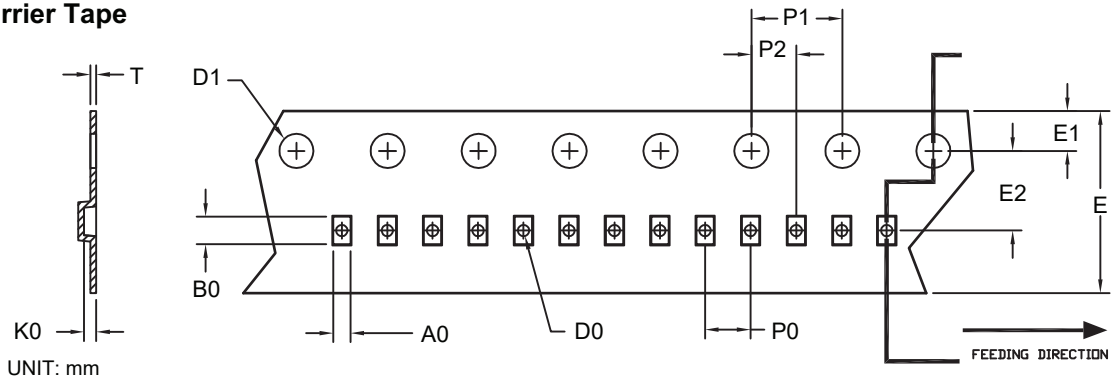 rrier Tape
P1
P2
T
D1
E1
E2
E
B0
K0
A0
D0
P0
FEEDING DIRECTION
UNIT: mm